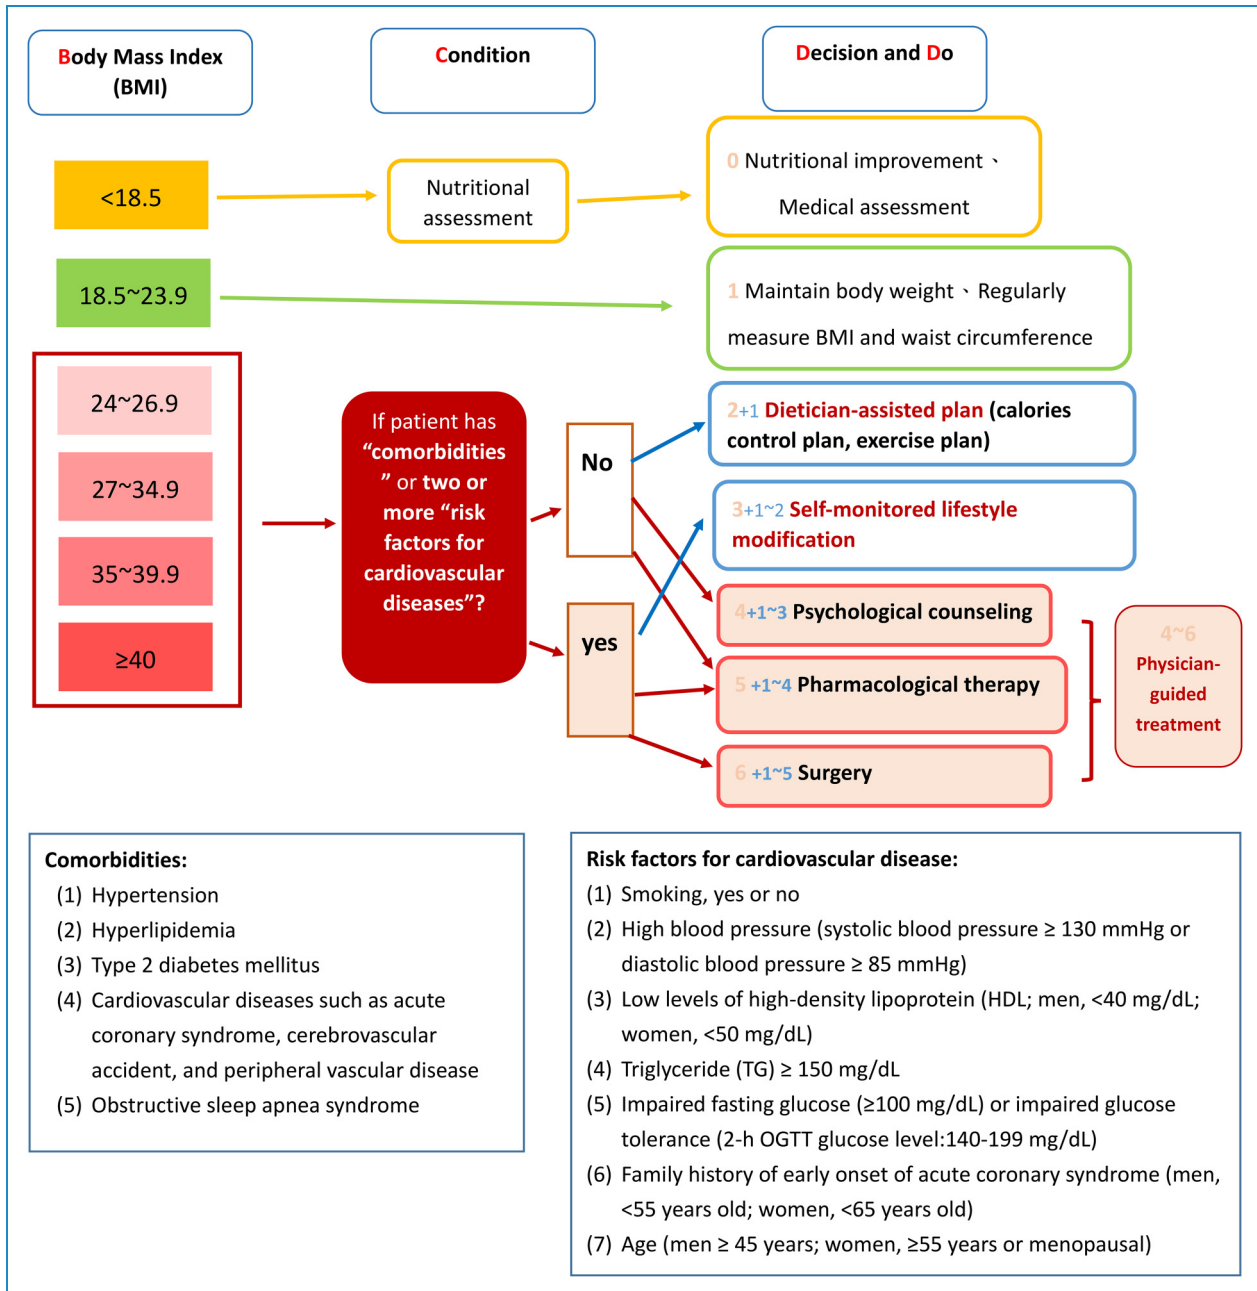 Body Mass Index
(BMI)
Condition
Decision and Do
<18.5
Nutritional
assessment
0 Nutritional improvement、
Medical assessment
18.5~23.9
1 Maintain body weight、Regularly
measure BMI and waist circumference
24~26.9
27~34.9
35~39.9
≥40
If patient has
“comorbidities
” or two or
more “risk
factors for
cardiovascular
diseases”?
No
yes
2+1 Dietician-assisted plan (calories
control plan, exercise plan)
3+1~2 Self-monitored lifestyle
modification
4+1~3 Psychological counseling
5 +1~4 Pharmacological therapy
6 +1~5 Surgery
4~6
Physician-
guided
treatment
Comorbidities:
(1) Hypertension
(2) Hyperlipidemia
(3) Type 2 diabetes mellitus
(4) Cardiovascular diseases such as acute
coronary syndrome, cerebrovascular
accident, and peripheral vascular disease
(5) Obstructive sleep apnea syndrome
Risk factors for cardiovascular disease:
(1) Smoking, yes or no
(2) High blood pressure (systolic blood pressure ≥ 130 mmHg or
diastolic blood pressure ≥ 85 mmHg)
(3) Low levels of high-density lipoprotein (HDL; men, <40 mg/dL;
women, <50 mg/dL)
(4) Triglyceride (TG) ≥ 150 mg/dL
(5) Impaired fasting glucose (≥100 mg/dL) or impaired glucose
tolerance (2-h OGTT glucose level:140-199 mg/dL)
(6) Family history of early onset of acute coronary syndrome (men,
<55 years old; women, <65 years old)
(7) Age (men ≥ 45 years; women, ≥55 years or menopausal)